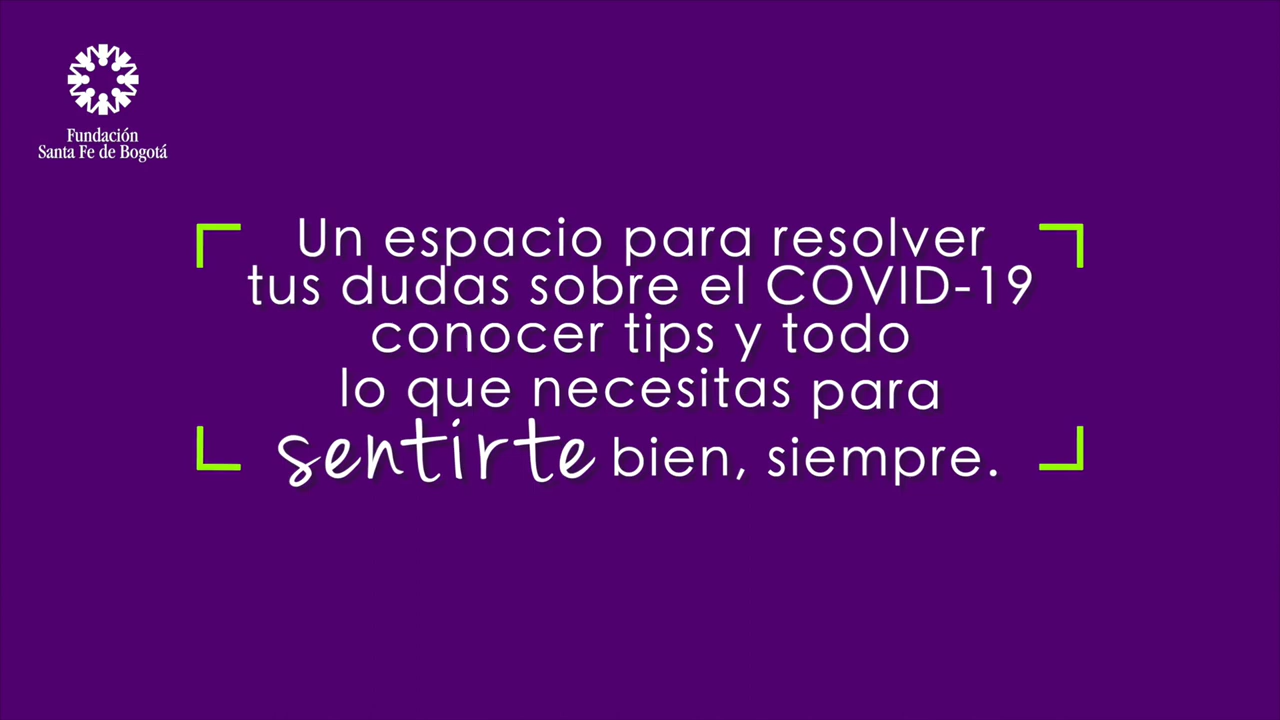 Fundación
Santa Fe de Bogotá
Un espacio para resolver
tus dudas sobre el COVID-19
conocer tips y todo
lo que necesitas para
sentirte bien, siempre.